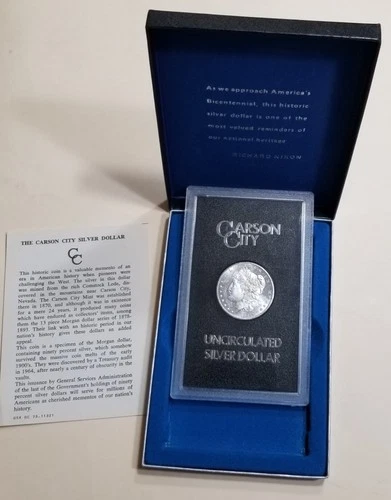 As we approach America's
Bicentennial, this historic
silver dollar is one of the
most valued reminders of
our national heritage
RICHARD NIXON
CARSON
CITY
UNCIRCULATED
SILVER DOLLAR
THE CARSON CITY SILVER DOLLAR
CC
This historic coin is a valuable memento of an
era in American history when pioneers were
challenging the West. The silver in this dollar
was mined from the rich Comstock Lode, dis-
covered in the mountains near Carson City,
Nevada. The Carson City Mint was established
there in 1870, and although it was in existence
for a mere 24 years, it produced many coins
which have endured as collectors' items, among
them the 13 piece Morgan dollar series of 1878-
1893. Their link with an historic period in our
nation's history gives them added value.
This coin is a specimen of the Morgan dollar,
containing ninety percent silver, which somehow
survived the massive coin melts of the early
1900's. They were discovered by a Treasury audit
in 1964, after nearly a century of obscurity in the
vaults.
This issuance by General Services Administration
of the last of the Government's holdings of ninety
percent silver dollars will serve for millions of
Americans as cherished mementos of our nation's
history.
GSA DC